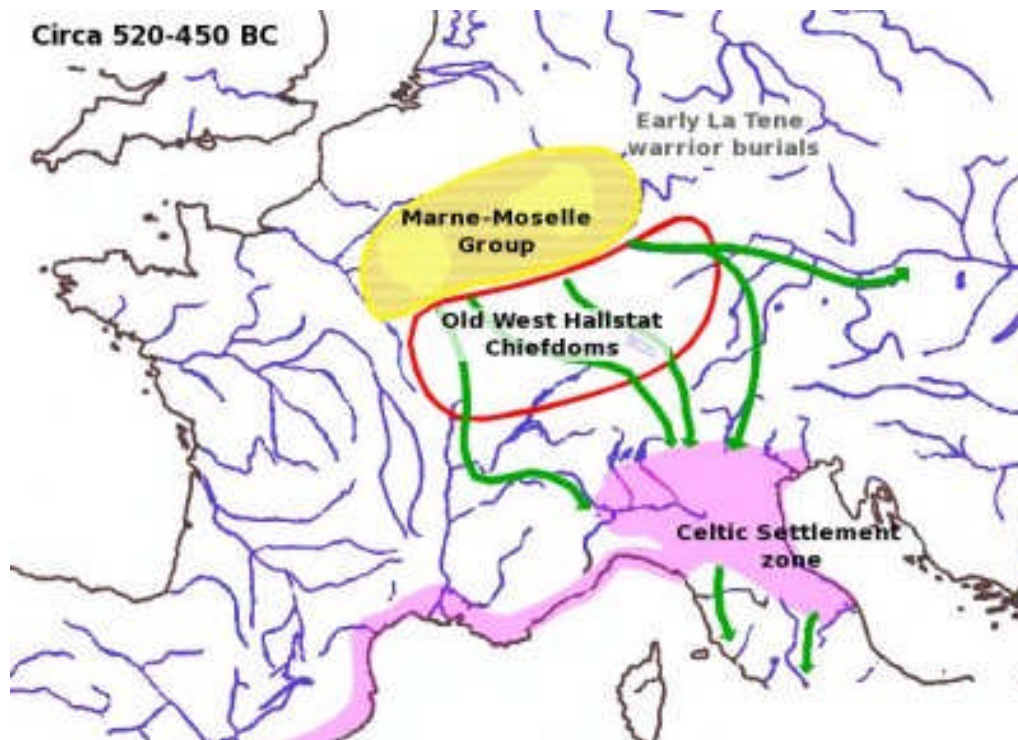 Circa 520-450 BC
Early La Tene
warrior burials
Marne-Moselle
Group
Old West Hallstat
Chiefdoms
Celtic Settlement
zone